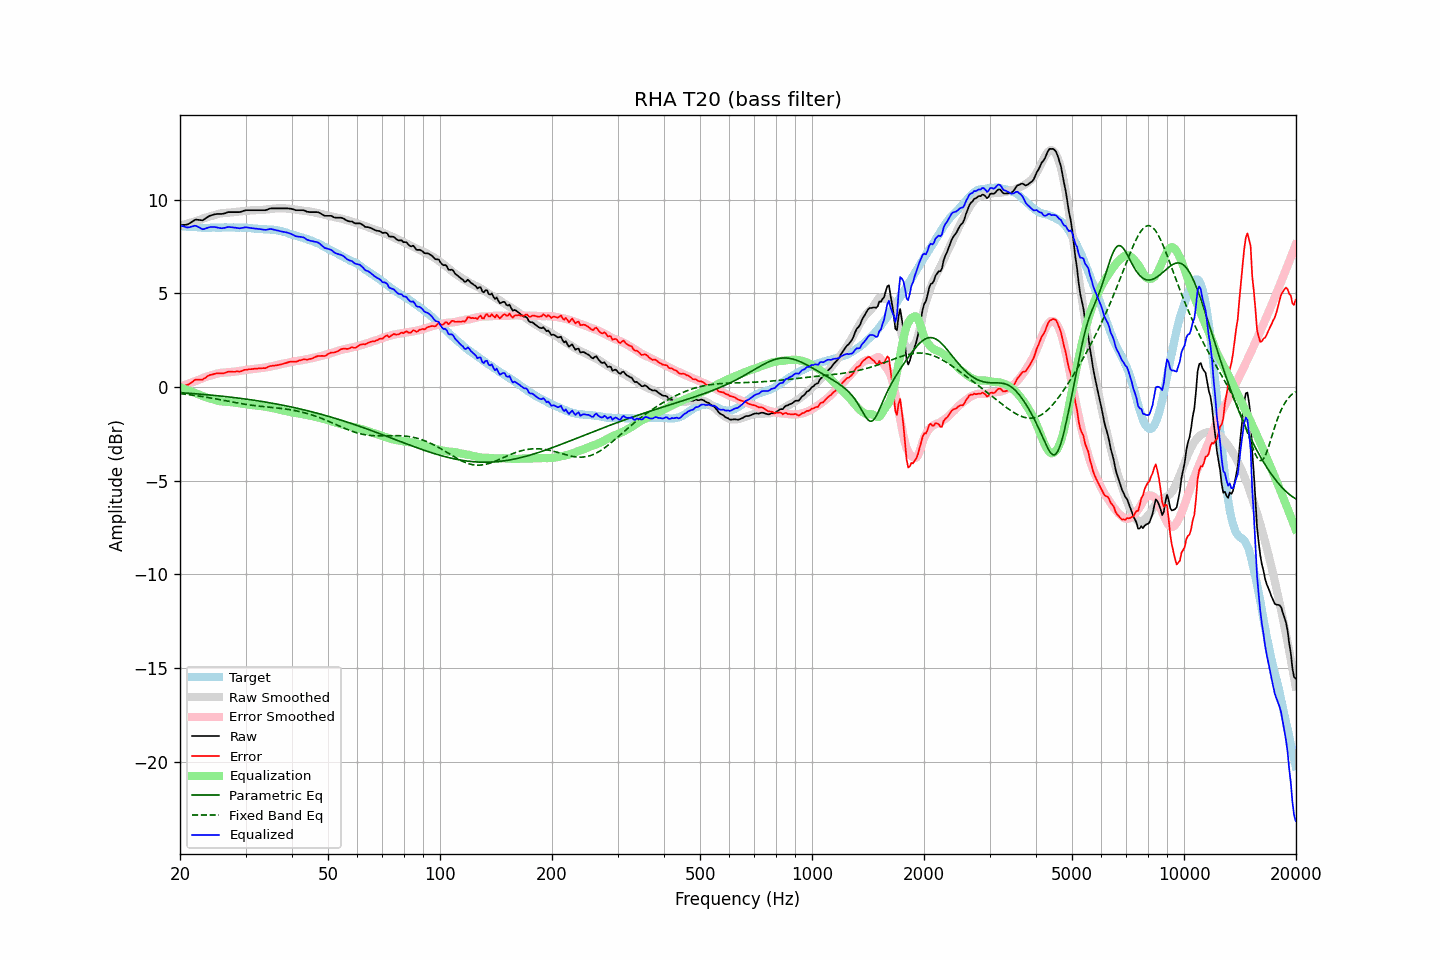 RHA T20 (bass filter)
10
5
0
−5
−10
−15
−20
Amplitude (dBr)
Target
Raw Smoothed
Error Smoothed
Raw
Error
Equalization
Parametric Eq
Fixed Band Eq
Equalized
20 50 100 200 500 1000 2000 5000 10000 20000
Frequency (Hz)